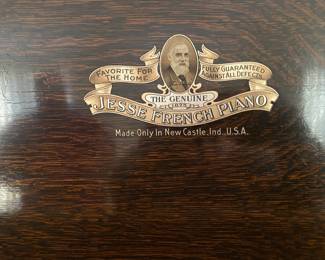 FAVORITE FOR
THE HOME
FULLY GUARANTEED
AGAINST ALL DEFECTS
THE GENUINE
JESSE FRENCH PIANO
Made Only In New Castle, Ind., U.S.A.